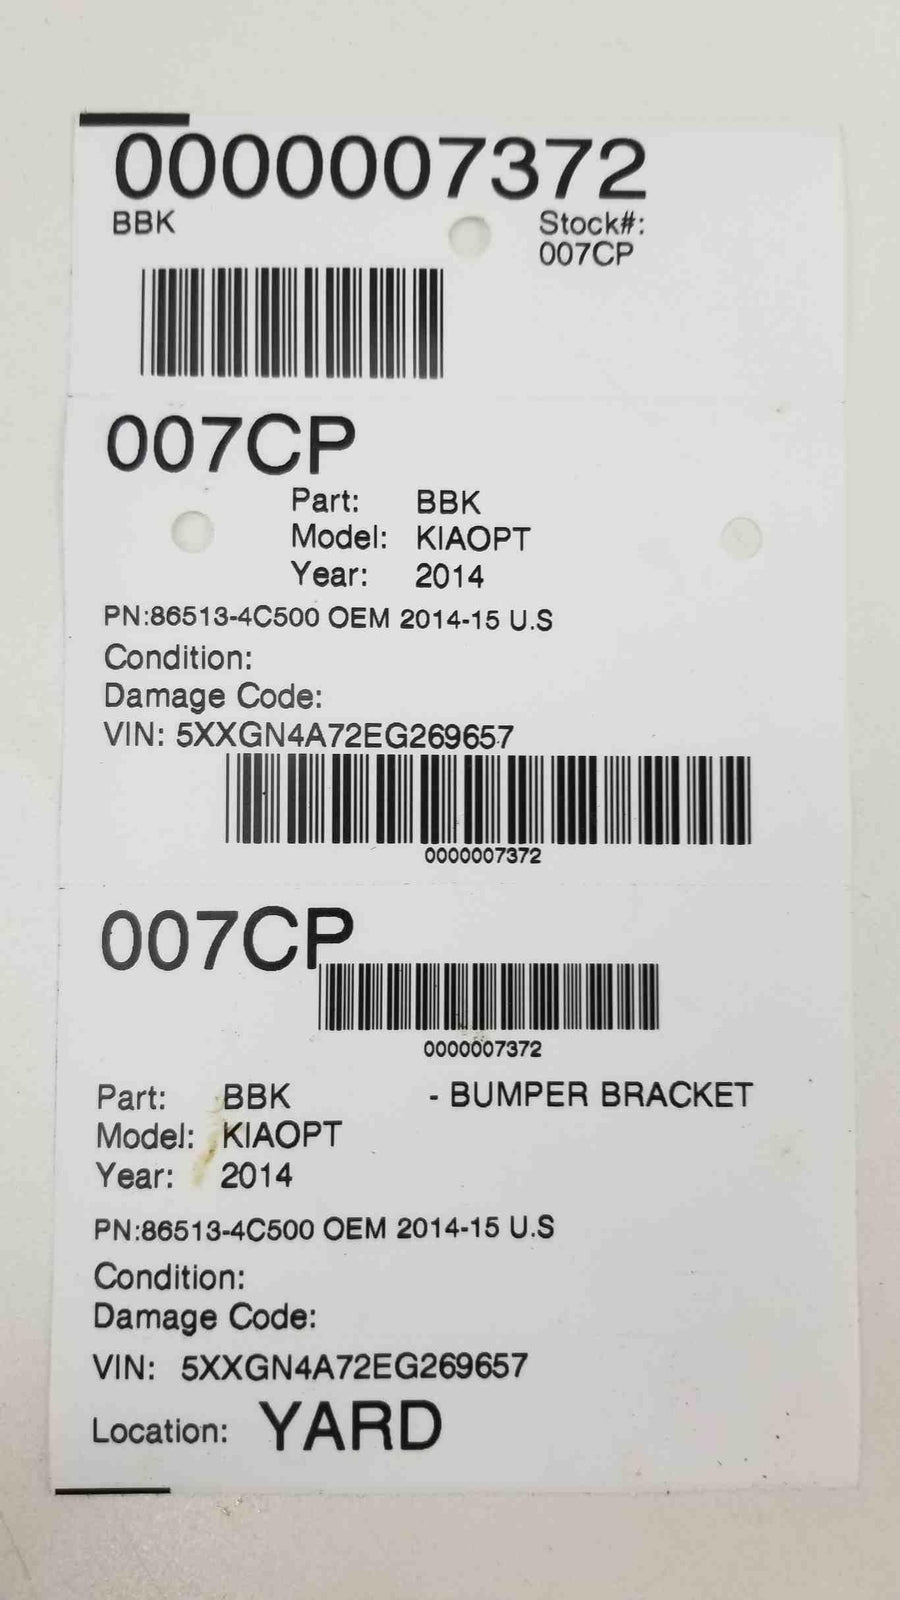 0000007372
BBK
Stock#:
007CP
007CP
Part: BBK
Model: KIAOPT
Year: 2014
PN:86513-4C500 OEM 2014-15 U.S
Condition:
Damage Code:
VIN: 5XXGN4A72EG269657
0000007372
007CP
0000007372
Part: BBK - BUMPER BRACKET
Model: KIAOPT
Year: 2014
PN:86513-4C500 OEM 2014-15 U.S
Condition:
Damage Code:
VIN: 5XXGN4A72EG269657
Location: YARD